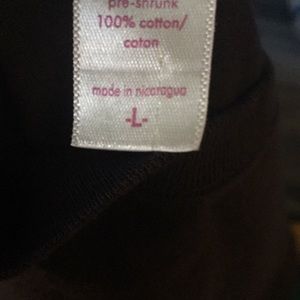 pre-shrunk
100% cotton/
coton
made in nicaragua
-L-